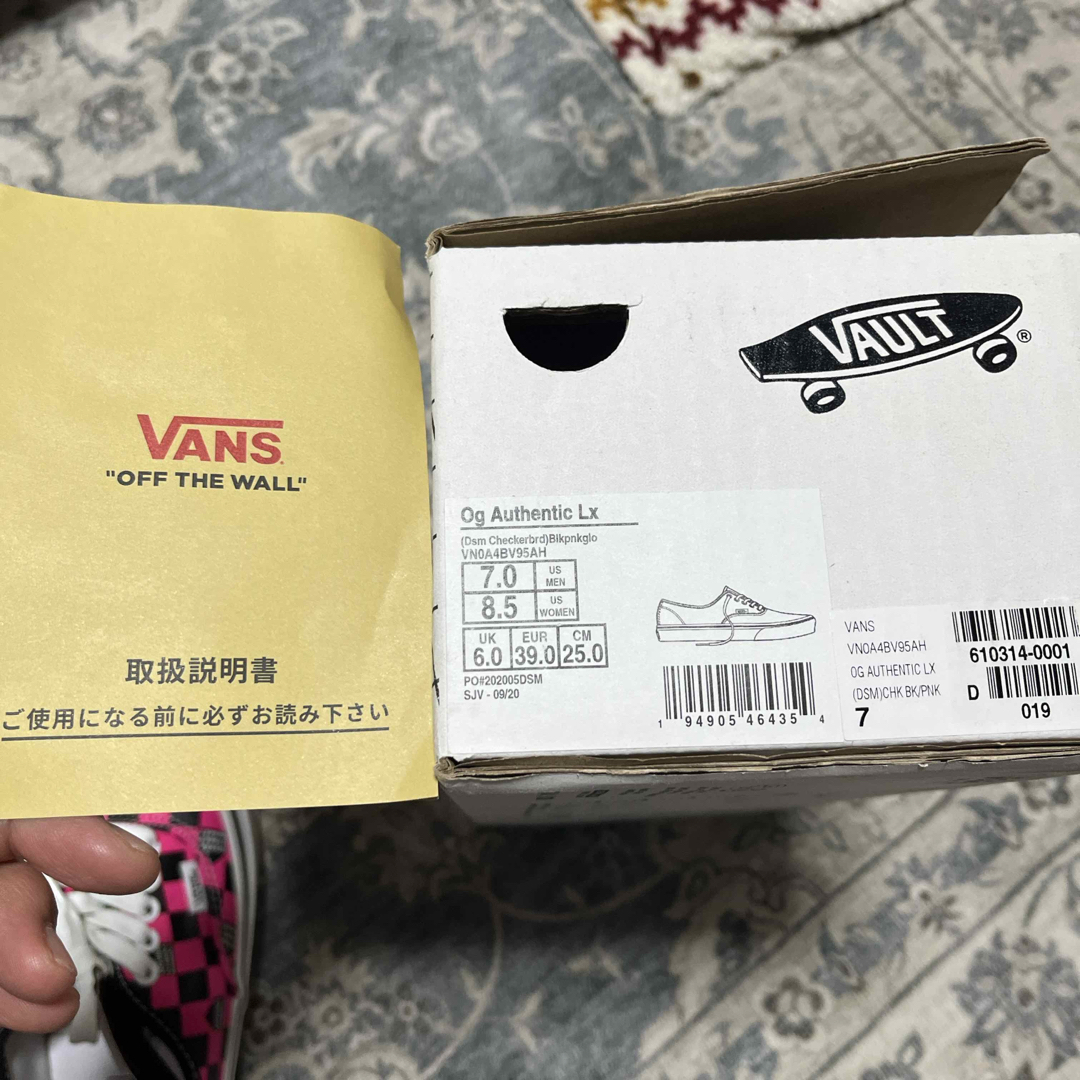 VANS
"OFF THE WALL"
取扱説明書
ご使用になる前に必ずお読み下さい
VAULT ®
Og Authentic Lx
(Dsm Checkerbrd)Blkpnkglo
VN0A4BV95AH
7.0 US MEN
8.5 US WOMEN
UK 6.0 EUR 39.0 CM 25.0
PO#202005DSM
SJV - 09/20
1 94905 46435 4
VANS
VN0A4BV95AH
OG AUTHENTIC LX
(DSM)CHK BK/PNK
7
610314-0001
D
019